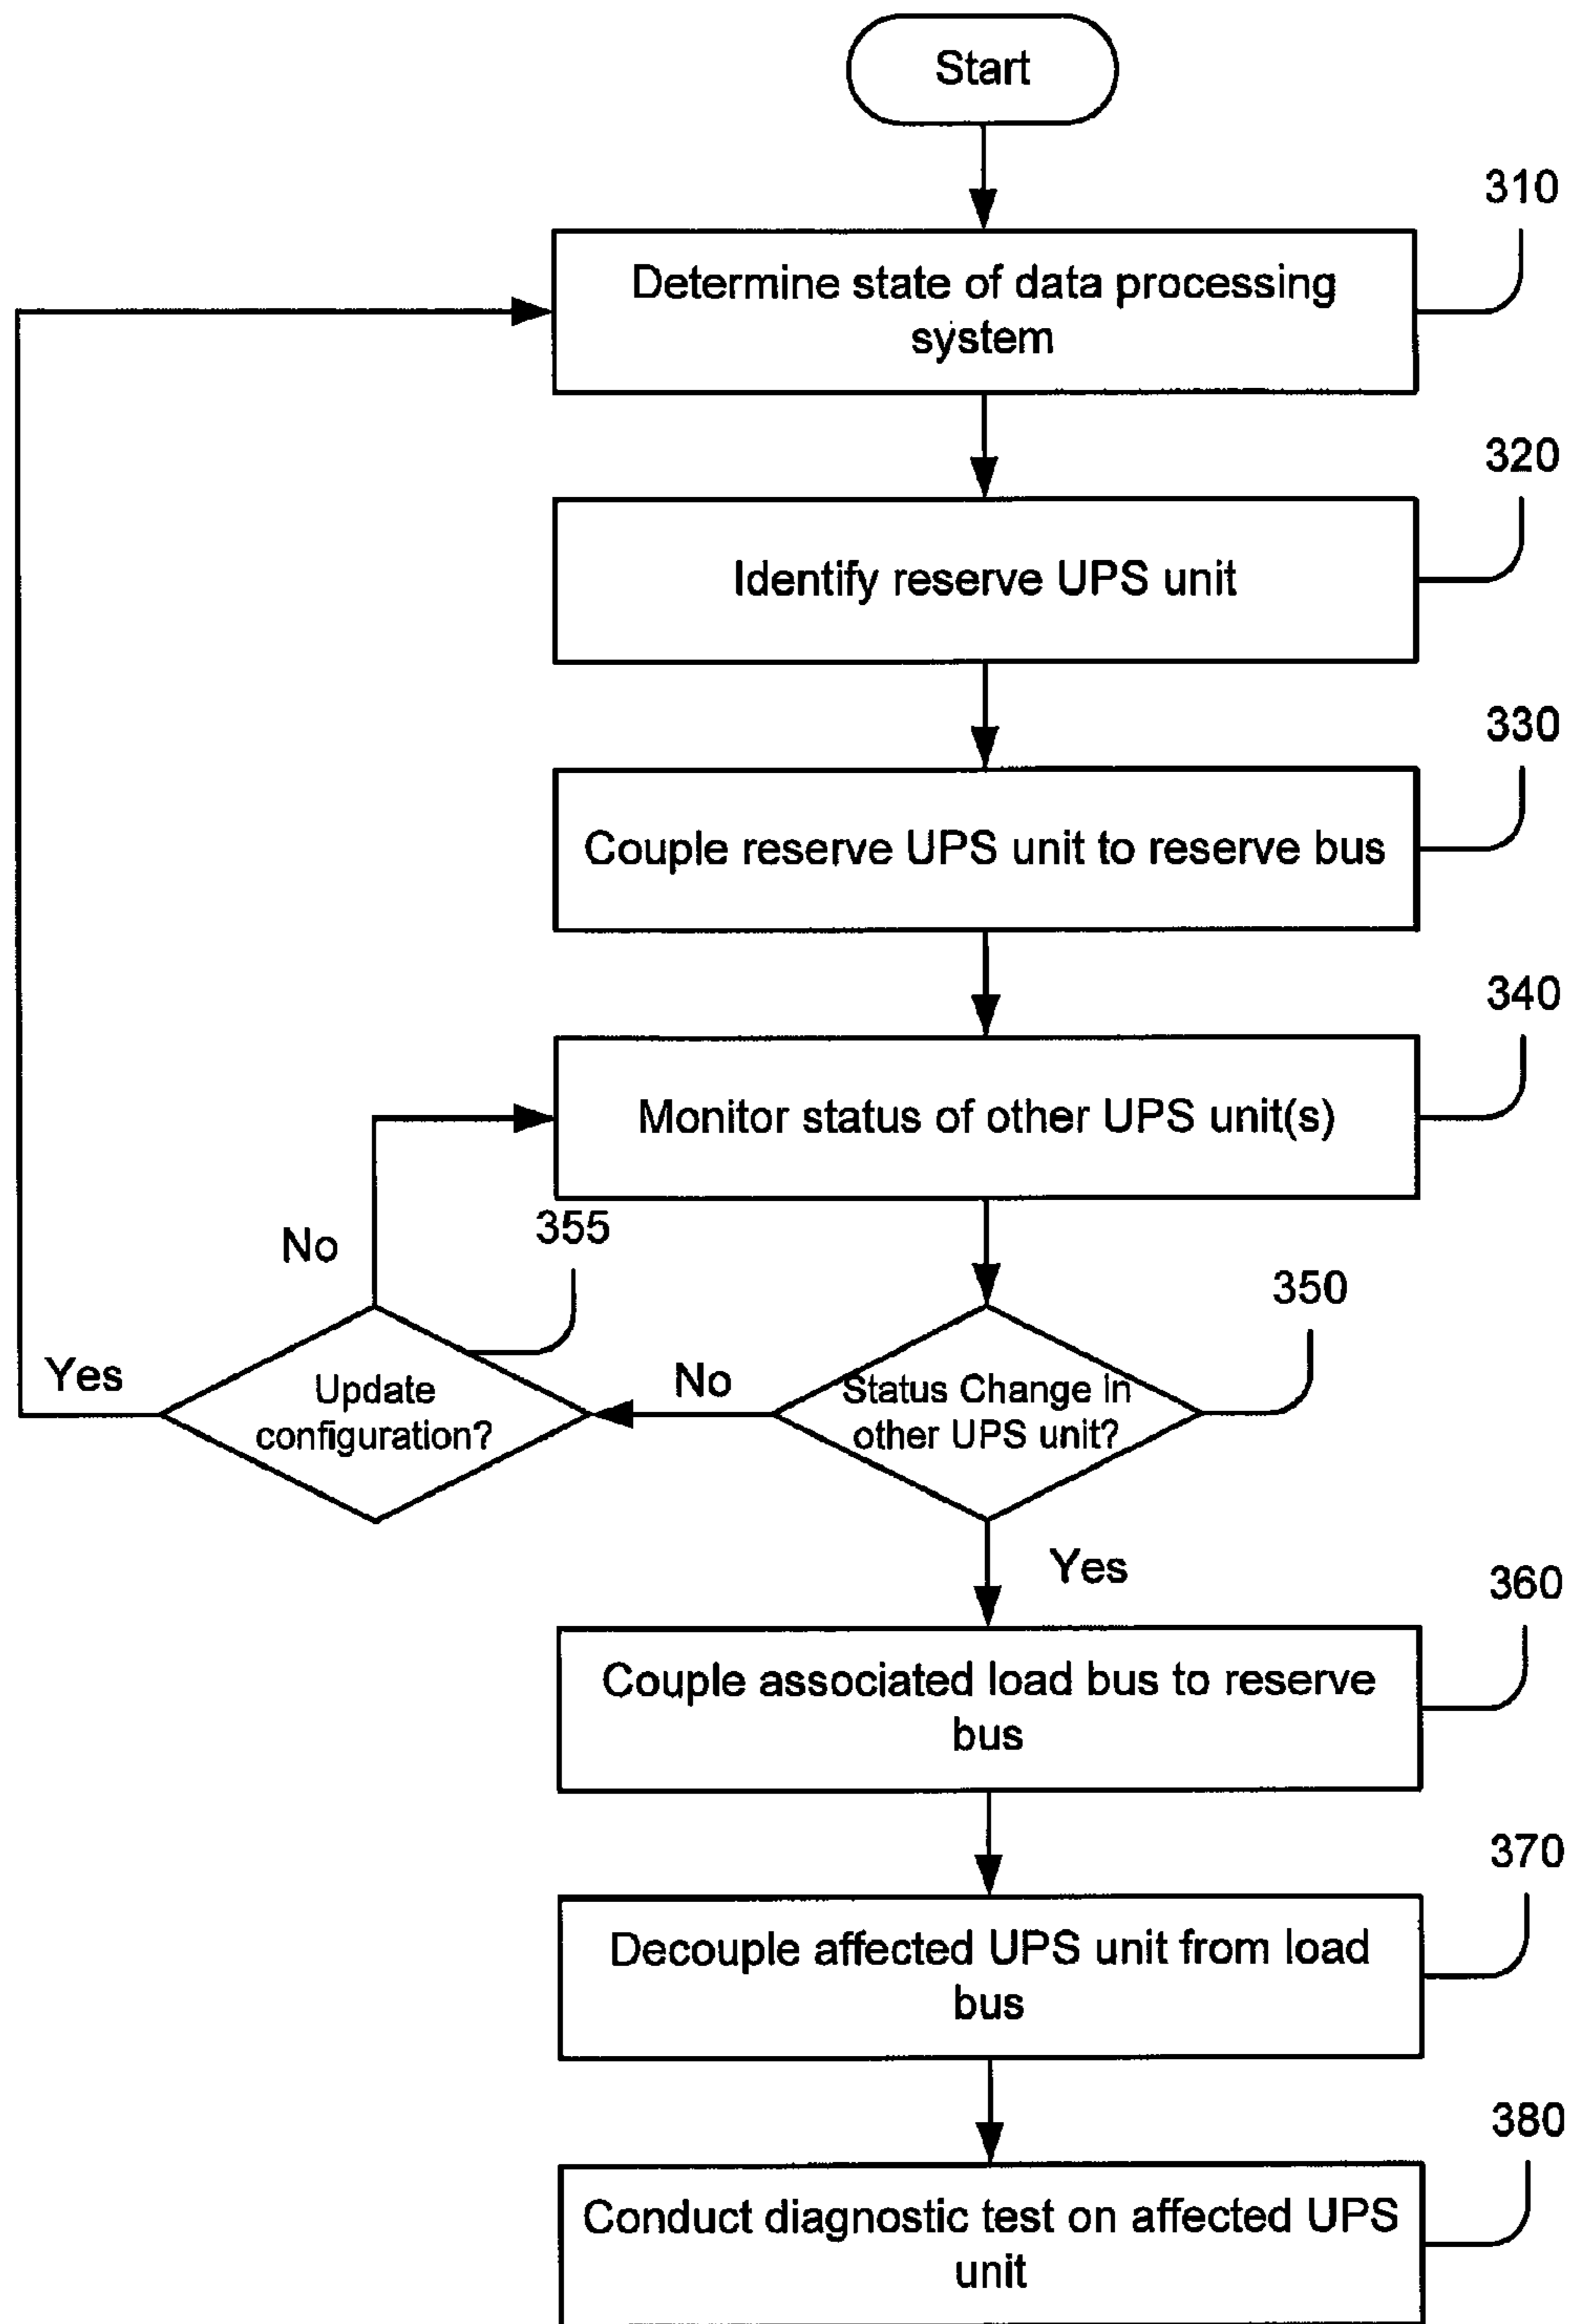 Start
310
Determine state of data processing
system
320
Identify reserve UPS unit
330
Couple reserve UPS unit to reserve bus
340
Monitor status of other UPS unit(s)
355
No
350
Yes
Update
configuration?
No
Status Change in
other UPS unit?
Yes
360
Couple associated load bus to reserve
bus
370
Decouple affected UPS unit from load
bus
380
Conduct diagnostic test on affected UPS
unit